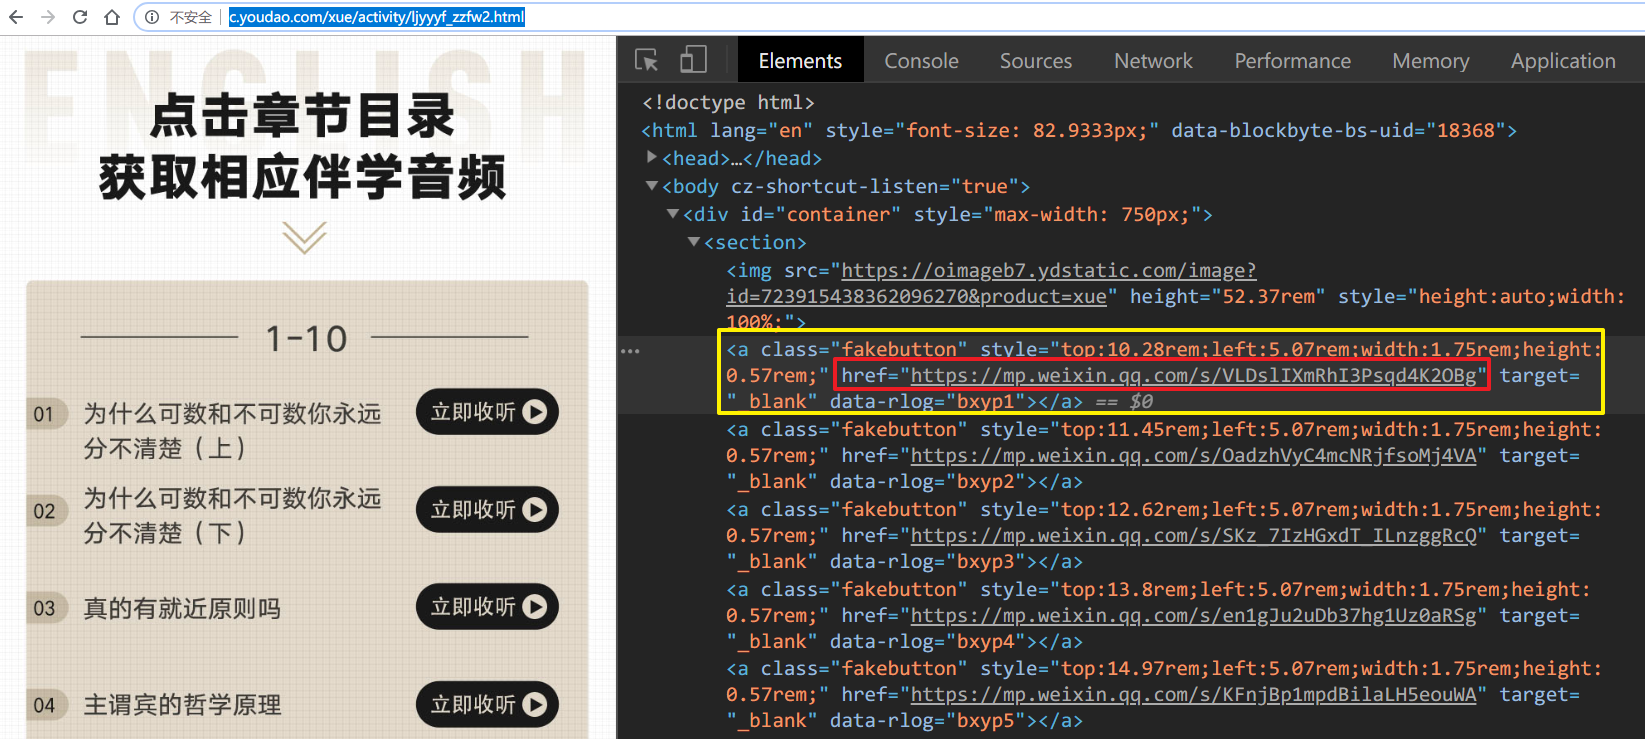 不安全
c.youdao.com/xue/activity/ljyyyf_zzfw2.html
ENGLISH
点击章节目录
获取相应伴学音频
1-10
01 为什么可数和不可数你永远
分不清楚（上）
立即收听
02 为什么可数和不可数你永远
分不清楚（下）
立即收听
03 真的有就近原则吗
立即收听
04 主谓宾的哲学原理
立即收听
Elements Console Sources Network Performance Memory Application
<!doctype html>
<html lang="en" style="font-size: 82.9333px;" data-blockbyte-bs-uid="18368">
<head>…</head>
<body cz-shortcut-listen="true">
<div id="container" style="max-width: 750px;">
<section>
<img src="https://oimageb7.ydstatic.com/image?
id=723915438362096270&product=xue" height="52.37rem" style="height:auto;width:
100%;">
<a class="fakebutton" style="top:10.28rem;left:5.07rem;width:1.75rem;height:
0.57rem;" href="https://mp.weixin.qq.com/s/VLDslIXmRhI3Psqd4K2OBg" target=
"_blank" data-rlog="bxyp1"></a> == $0
<a class="fakebutton" style="top:11.45rem;left:5.07rem;width:1.75rem;height:
0.57rem;" href="https://mp.weixin.qq.com/s/OadzhVyC4mcNRjfsoMj4VA" target=
"_blank" data-rlog="bxyp2"></a>
<a class="fakebutton" style="top:12.62rem;left:5.07rem;width:1.75rem;height:
0.57rem;" href="https://mp.weixin.qq.com/s/SKz_7IzHGxdT_ILnzggRcQ" target=
"_blank" data-rlog="bxyp3"></a>
<a class="fakebutton" style="top:13.8rem;left:5.07rem;width:1.75rem;height:
0.57rem;" href="https://mp.weixin.qq.com/s/en1gJu2uDb37hg1Uz0aRSg" target=
"_blank" data-rlog="bxyp4"></a>
<a class="fakebutton" style="top:14.97rem;left:5.07rem;width:1.75rem;height:
0.57rem;" href="https://mp.weixin.qq.com/s/KFnjBp1mpdBilaLH5eouWA" target=
"_blank" data-rlog="bxyp5"></a>